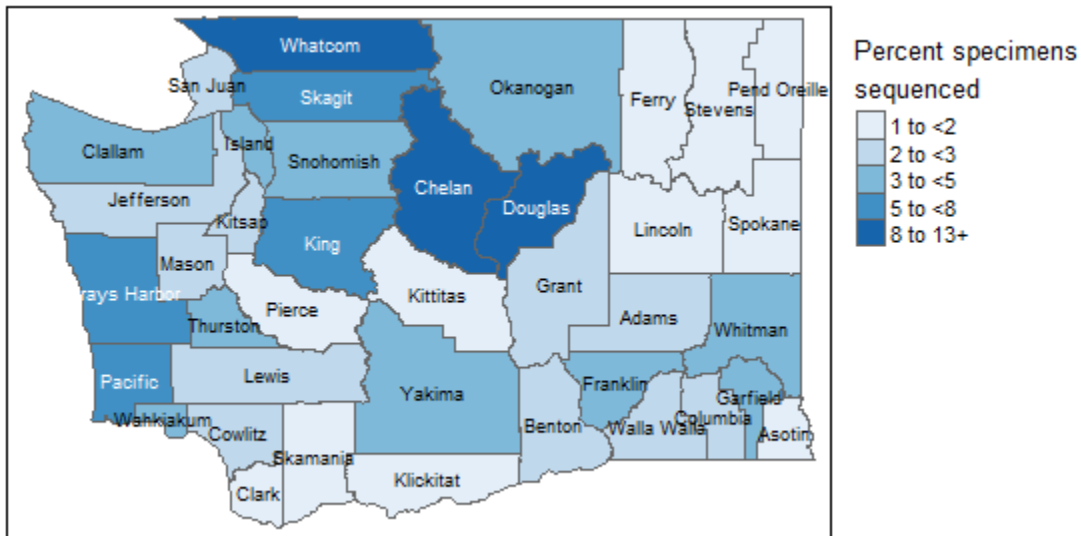 Percent specimens
sequenced
1 to <2
2 to <3
3 to <5
5 to <8
8 to 13+
Whatcom
San Juan
Skagit
Okanogan
Ferry
Stevens
Pend Oreille
Clallam
Island
Snohomish
Chelan
Douglas
Jefferson
Kitsap
King
Lincoln
Spokane
Mason
rays Harbor
Kittitas
Grant
Pierce
Thurston
Adams
Whitman
Pacific
Lewis
Yakima
Franklin
Garfield
Wahkiakum
Cowlitz
Benton
Walla Walla
Columbia
Asotin
Skamania
Klickitat
Clark